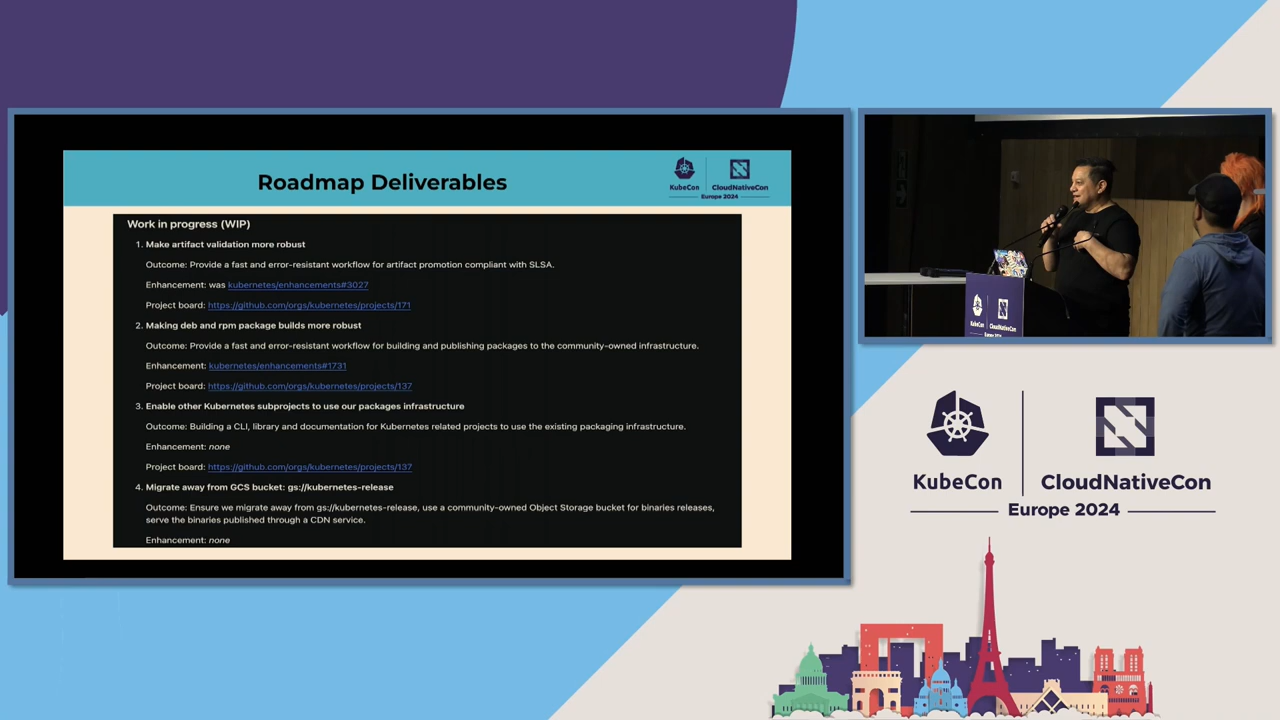 Roadmap Deliverables
KubeCon
CloudNativeCon
Europe 2024
Work in progress (WIP)
1. Make artifact validation more robust
Outcome: Provide a fast and error-resistant workflow for artifact promotion compliant with SLSA.
Enhancement: was kubernetes/enhancements#3027
Project board: https://github.com/orgs/kubernetes/projects/171
2. Making deb and rpm package builds more robust
Outcome: Provide a fast and error-resistant workflow for building and publishing packages to the community-owned infrastructure.
Enhancement: kubernetes/enhancements#1731
Project board: https://github.com/orgs/kubernetes/projects/137
3. Enable other Kubernetes subprojects to use our packages infrastructure
Outcome: Building a CLI, library and documentation for Kubernetes related projects to use the existing packaging infrastructure.
Enhancement: none
Project board: https://github.com/orgs/kubernetes/projects/137
4. Migrate away from GCS bucket: gs://kubernetes-release
Outcome: Ensure we migrate away from gs://kubernetes-release, use a community-owned Object Storage bucket for binaries releases,
serve the binaries published through a CDN service.
Enhancement: none
KubeCon
CloudNativeCon
Europe 2024